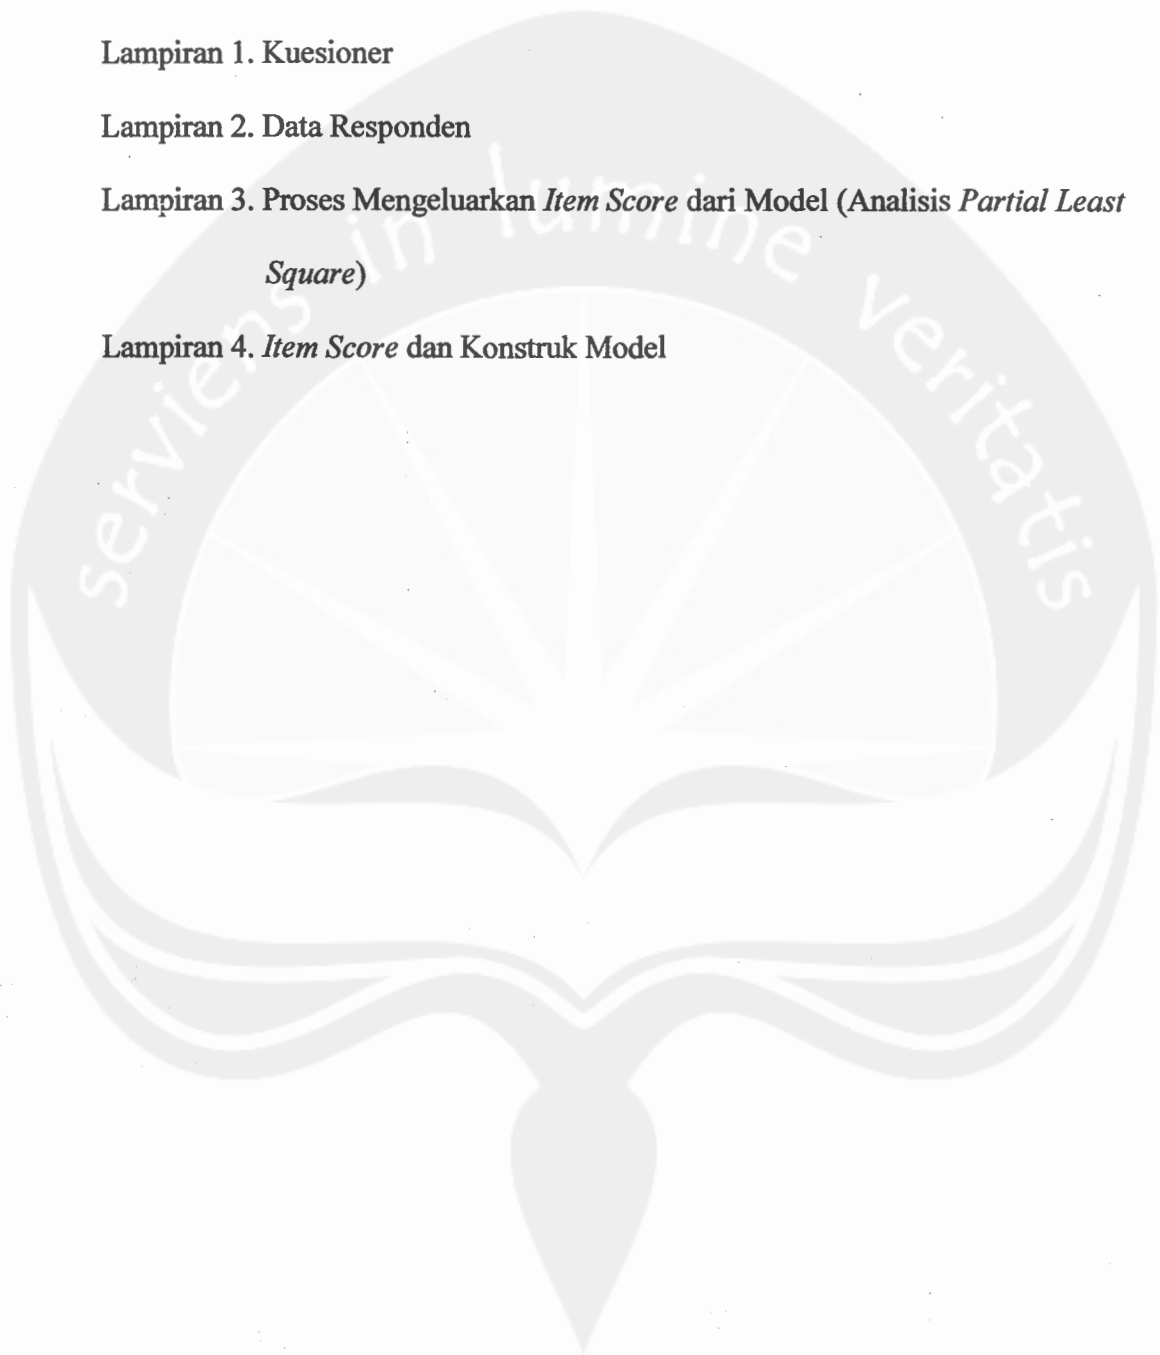 Lampiran 1. Kuesioner
Lampiran 2. Data Responden
Lampiran 3. Proses Mengeluarkan Item Score dari Model (Analisis Partial Least
Square)
Lampiran 4. Item Score dan Konstruk Model
serviens in lumine veritatis